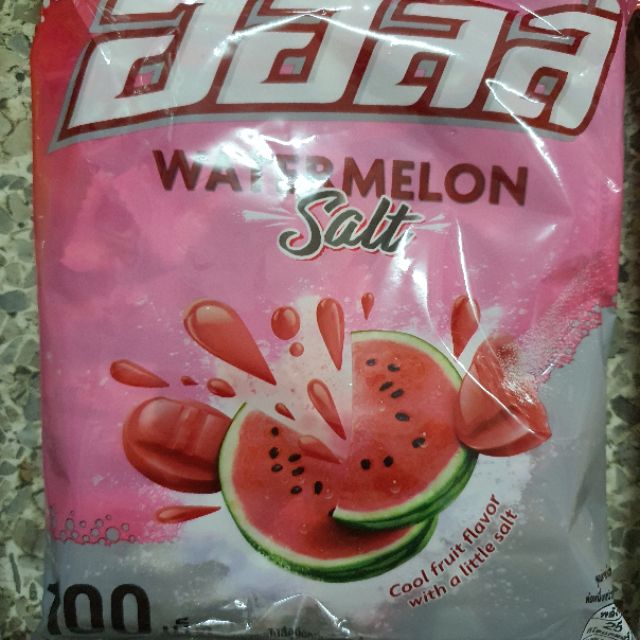 ฮอลล
WATERMELON
Salt
Cool fruit flavor
with a little salt
100